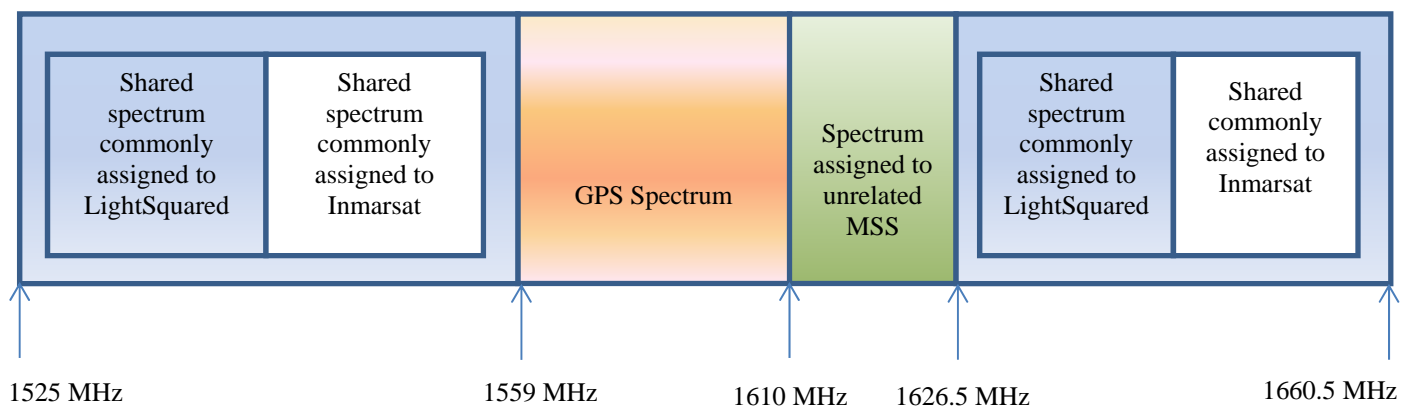 Shared
spectrum
commonly
assigned to
LightSquared
Shared
spectrum
commonly
assigned to
Inmarsat
GPS Spectrum
Spectrum
assigned to
unrelated
MSS
Shared
spectrum
commonly
assigned to
LightSquared
Shared
commonly
assigned to
Inmarsat
1525 MHz
1559 MHz
1610 MHz
1626.5 MHz
1660.5 MHz